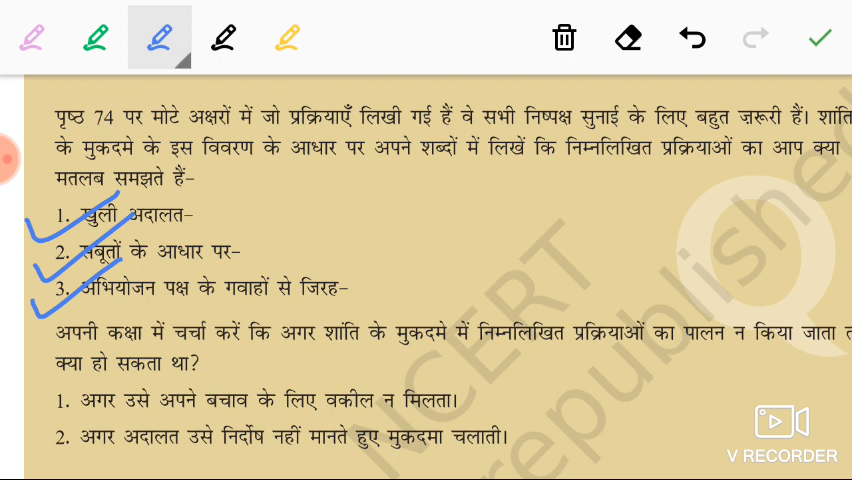 पृष्ठ 74 पर मोटे अक्षरों में जो प्रक्रियाएँ लिखी गई हैं वे सभी निष्पक्ष सुनाई के लिए बहुत ज़रूरी हैं। शांति
के मुकदमे के इस विवरण के आधार पर अपने शब्दों में लिखें कि निम्नलिखित प्रक्रियाओं का आप क्या
मतलब समझते हैं-
1. खुली अदालत-
2. सबूतों के आधार पर-
3. अभियोजन पक्ष के गवाहों से जिरह-
अपनी कक्षा में चर्चा करें कि अगर शांति के मुकदमे में निम्नलिखित प्रक्रियाओं का पालन न किया जाता
क्या हो सकता था?
1. अगर उसे अपने बचाव के लिए वकील न मिलता।
2. अगर अदालत उसे निर्दोष नहीं मानते हुए मुकदमा चलाती।
NCERT
republished
V RECORDER